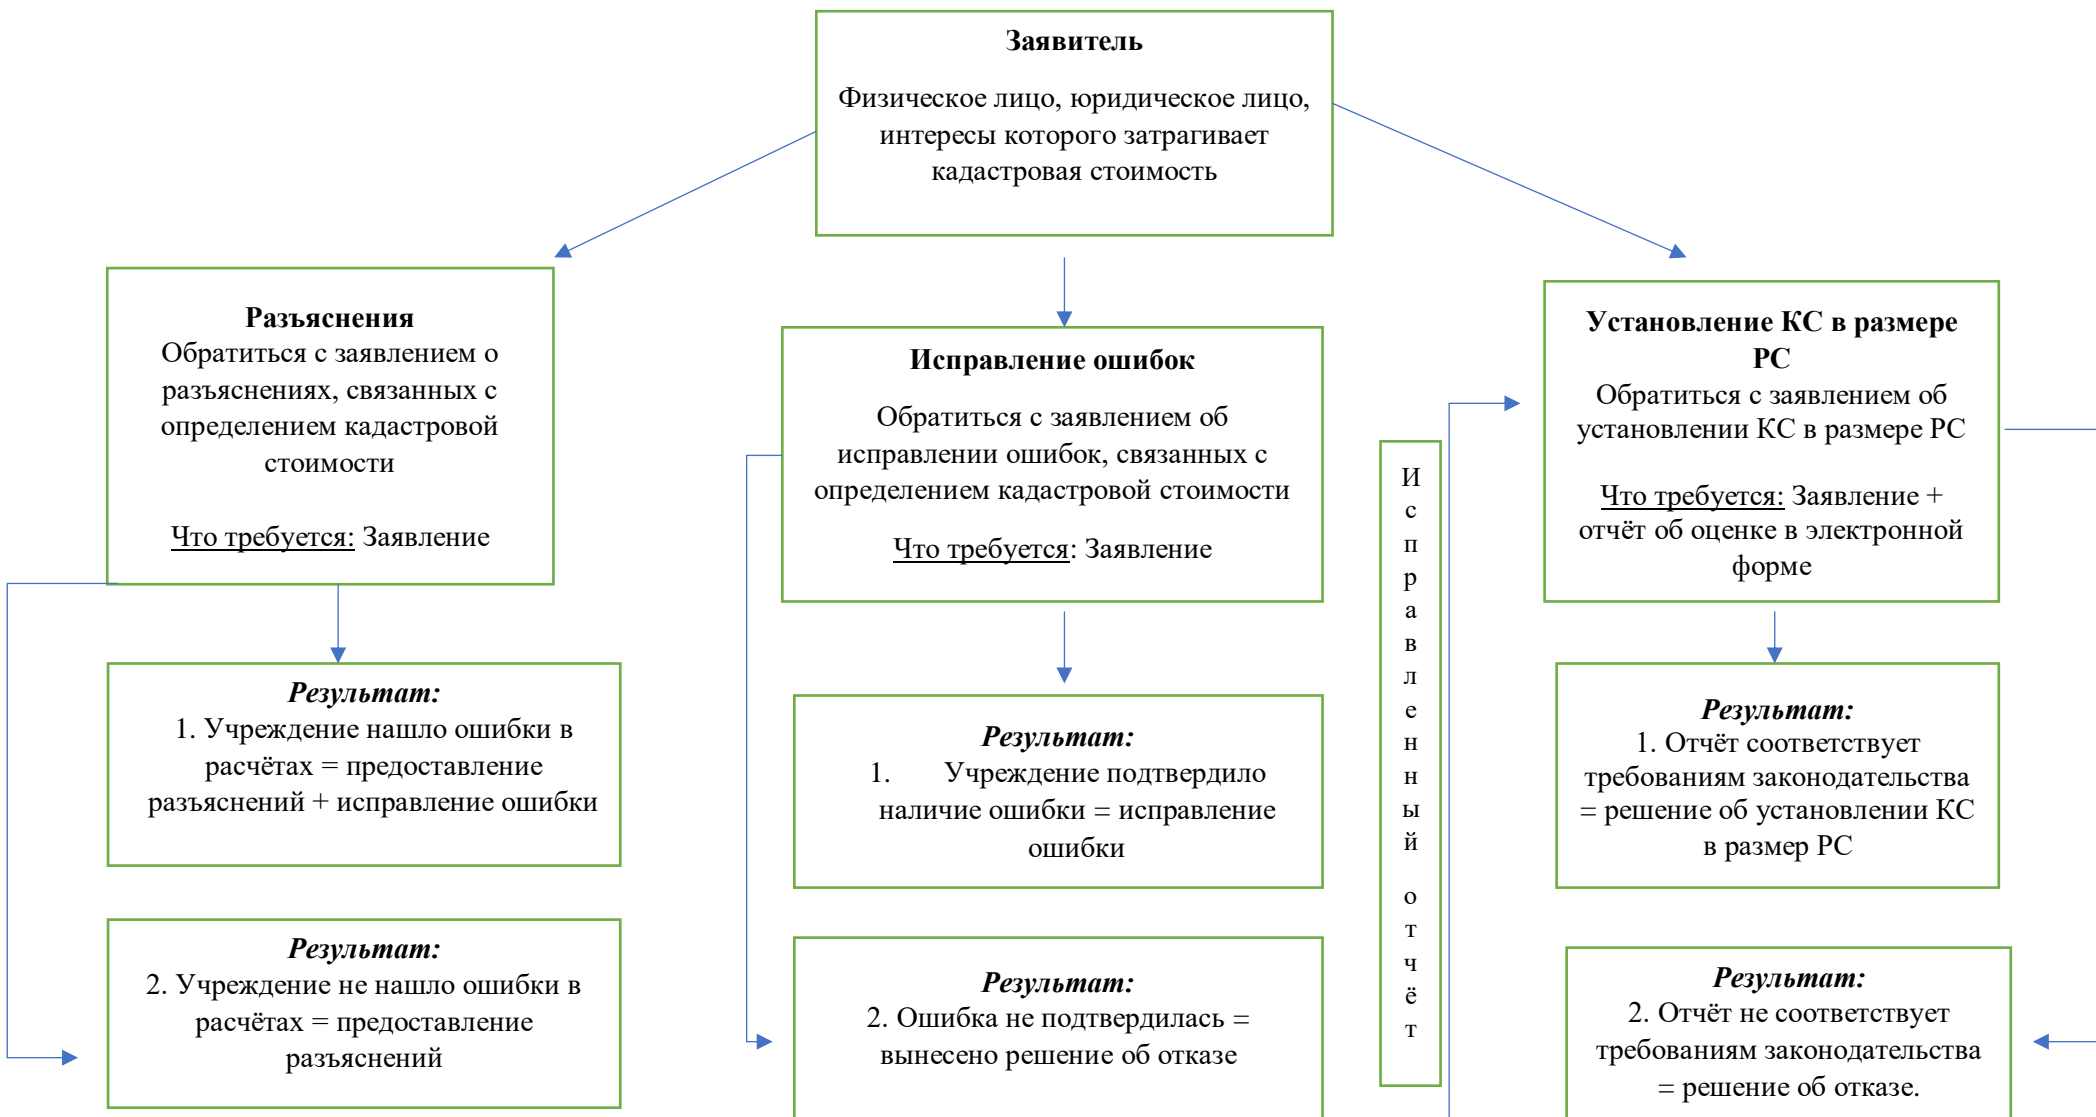 Заявитель
Физическое лицо, юридическое лицо,
интересы которого затрагивает
кадастровая стоимость
Разъяснения
Обратиться с заявлением о
разъяснениях, связанных с
определением кадастровой
стоимости
Что требуется: Заявление
Исправление ошибок
Обратиться с заявлением об
исправлении ошибок, связанных с
определением кадастровой стоимости
Что требуется: Заявление
Установление КС в размере
РС
Обратиться с заявлением об
установлении КС в размере РС
Что требуется: Заявление +
отчёт об оценке в электронной
форме
Исправленный отчёт
Результат:
1. Учреждение нашло ошибки в
расчётах = предоставление
разъяснений + исправление ошибки
Результат:
1. Учреждение подтвердило
наличие ошибки = исправление
ошибки
Результат:
1. Отчёт соответствует
требованиям законодательства
= решение об установлении КС
в размер РС
Результат:
2. Учреждение не нашло ошибки в
расчётах = предоставление
разъяснений
Результат:
2. Ошибка не подтвердилась =
вынесено решение об отказе
Результат:
2. Отчёт не соответствует
требованиям законодательства
= решение об отказе.